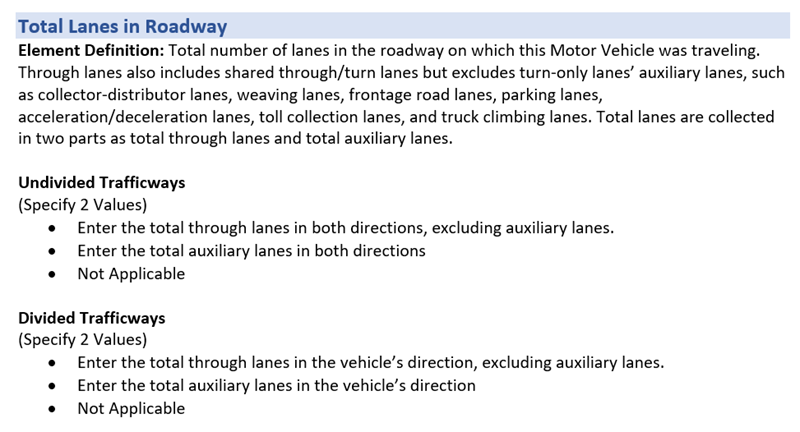 Total Lanes in Roadway
Element Definition: Total number of lanes in the roadway on which this Motor Vehicle was traveling.
Through lanes also includes shared through/turn lanes but excludes turn-only lanes’ auxiliary lanes, such
as collector-distributor lanes, weaving lanes, frontage road lanes, parking lanes,
acceleration/deceleration lanes, toll collection lanes, and truck climbing lanes. Total lanes are collected
in two parts as total through lanes and total auxiliary lanes.
Undivided Trafficways
(Specify 2 Values)
• Enter the total through lanes in both directions, excluding auxiliary lanes.
• Enter the total auxiliary lanes in both directions
• Not Applicable
Divided Trafficways
(Specify 2 Values)
• Enter the total through lanes in the vehicle’s direction, excluding auxiliary lanes.
• Enter the total auxiliary lanes in the vehicle’s direction
• Not Applicable